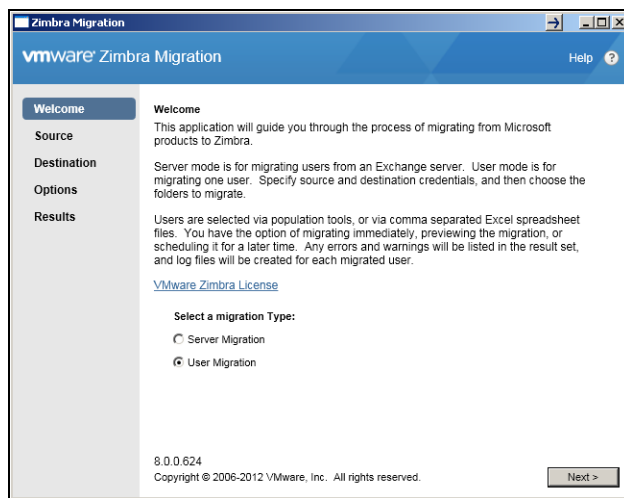 Zimbra Migration
vmware Zimbra Migration
Help ?
Welcome
Source
Destination
Options
Results
Welcome
This application will guide you through the process of migrating from Microsoft
products to Zimbra.
Server mode is for migrating users from an Exchange server. User mode is for
migrating one user. Specify source and destination credentials, and then choose the
folders to migrate.
Users are selected via population tools, or via comma separated Excel spreadsheet
files. You have the option of migrating immediately, previewing the migration, or
scheduling it for a later time. Any errors and warnings will be listed in the result set,
and log files will be created for each migrated user.
VMware Zimbra License
Select a migration Type:
Server Migration
User Migration
8.0.0.624
Copyright © 2006-2012 VMware, Inc. All rights reserved.
Next >